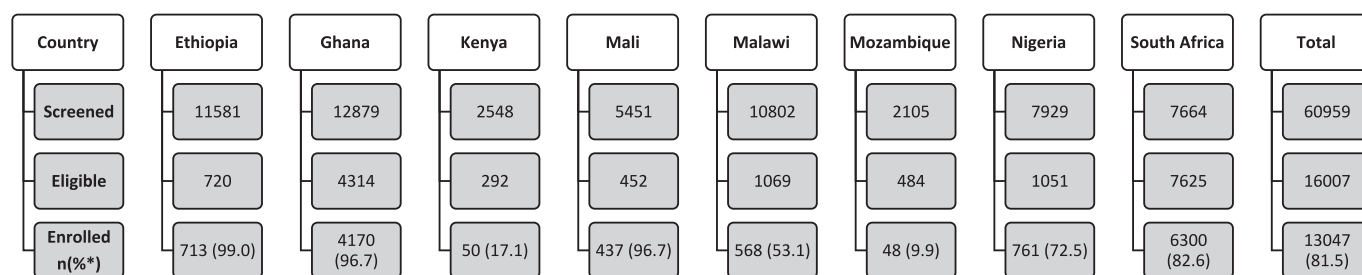 Country Ethiopia Ghana Kenya Mali Malawi Mozambique Nigeria South Africa Total
Screened 11581 12879 2548 5451 10802 2105 7929 7664 60959
Eligible 720 4314 292 452 1069 484 1051 7625 16007
Enrolled n(%*) 713 (99.0) 4170 (96.7) 50 (17.1) 437 (96.7) 568 (53.1) 48 (9.9) 761 (72.5) 6300 (82.6) 13047 (81.5)